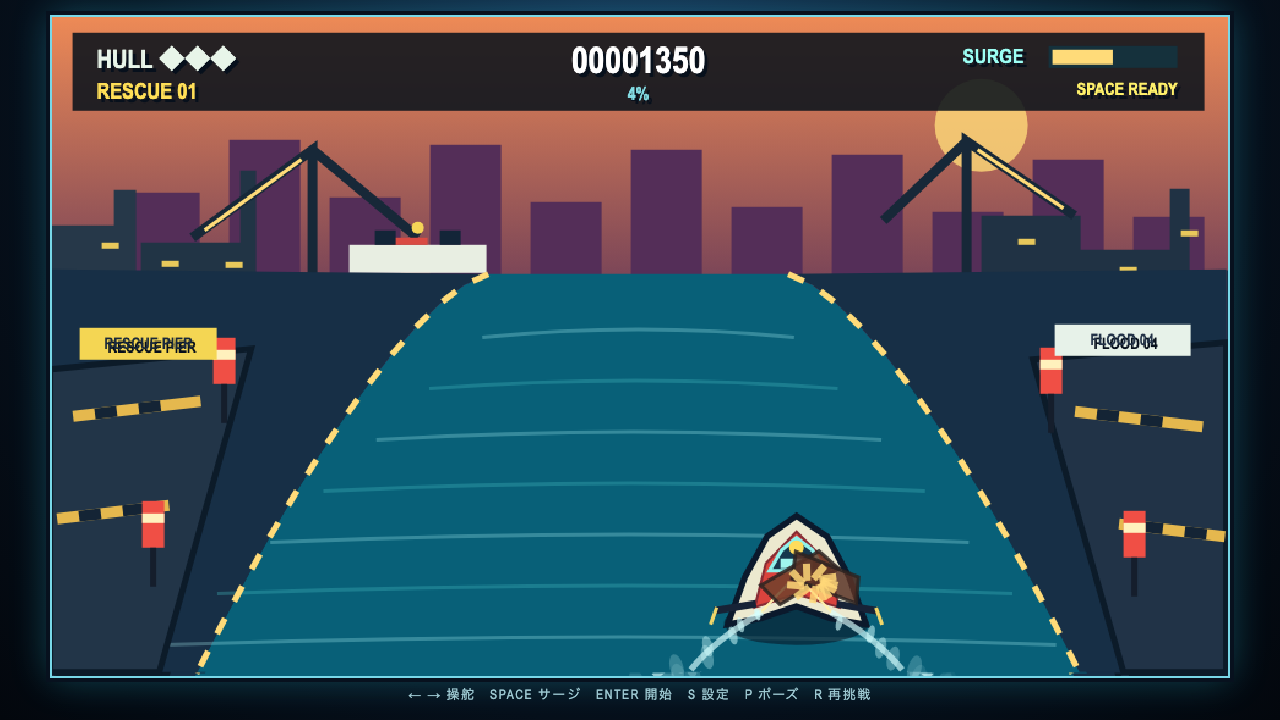 HULL
00001350
SURGE
RESCUE 01
4%
SPACE READY
RESCUE PIER
FLOOD 04
← → 操舵 SPACE サージ ENTER 開始 S 設定 P ポーズ R 再挑戦